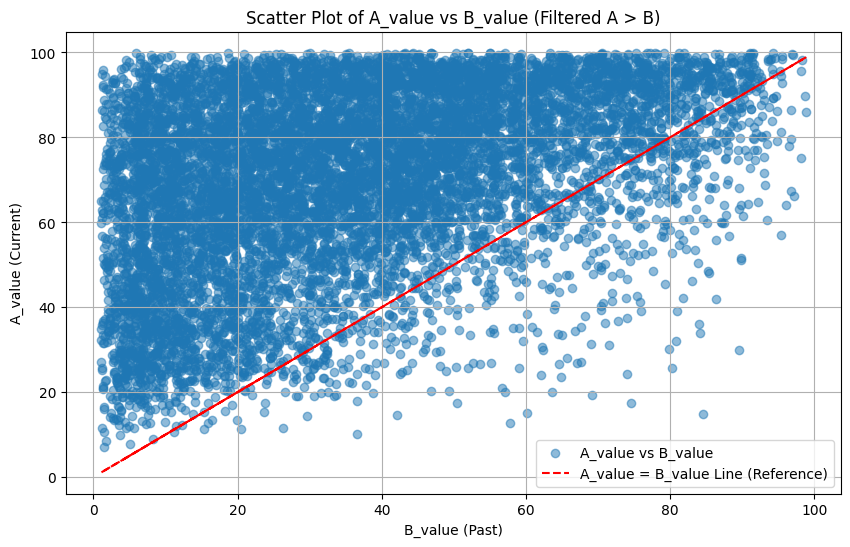 Scatter Plot of A_value vs B_value (Filtered A > B)
100
80
60
40
20
0
A_value (Current)
0 20 40 60 80 100
B_value (Past)
A_value vs B_value
A_value = B_value Line (Reference)